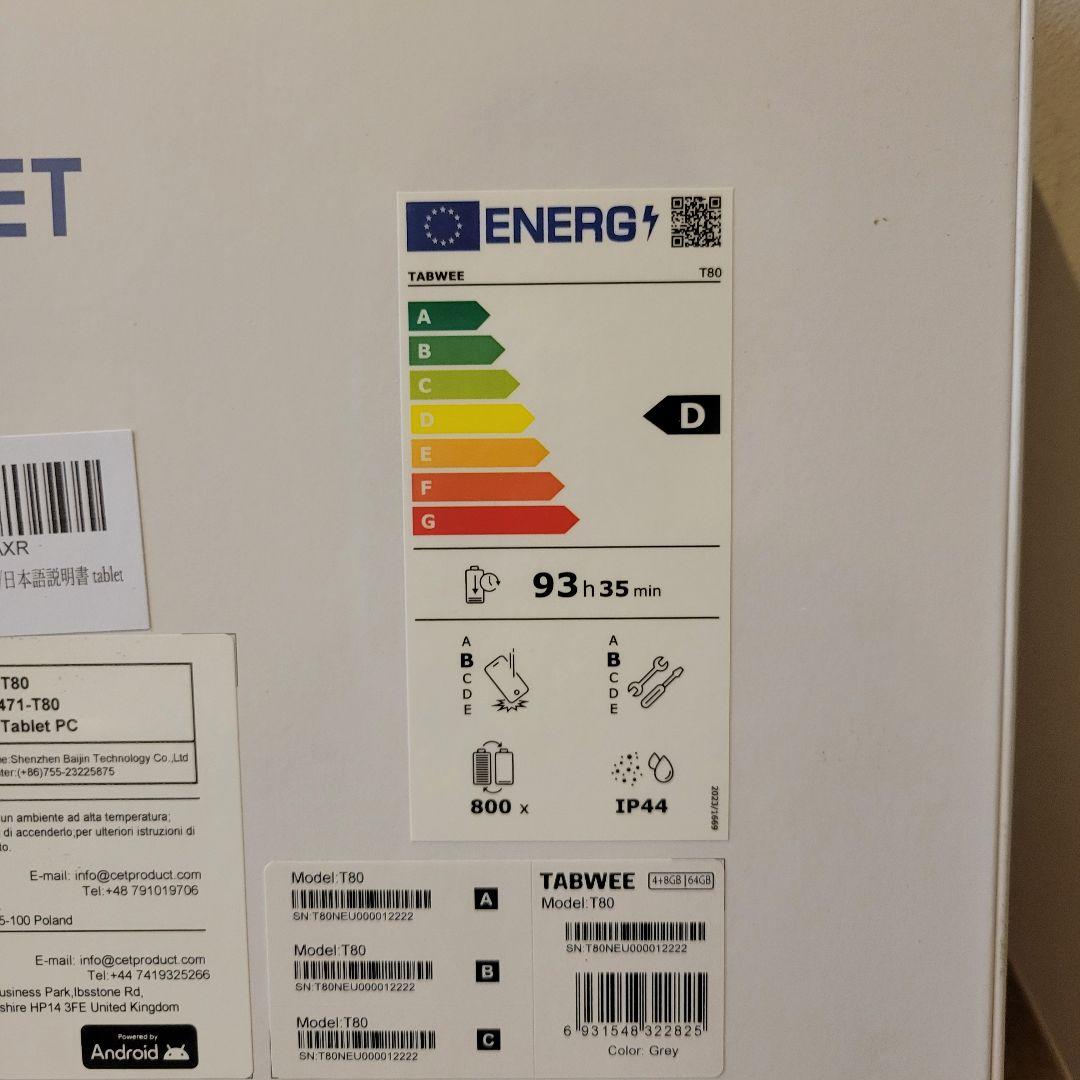 ET
ENERG
TABWEE T80
A
B
C
D
E
F
G
D
93 h 35 min
A
B
C
D
E
A
B
C
D
E
800 x
IP44
2023/1669
AXR
/日本語説明書 tablet
T80
471-T80
Tablet PC
e:Shenzhen Baijin Technology Co.,Ltd
ter:(+86)755-23225875
un ambiente ad alta temperatura;
di accenderlo;per ulteriori istruzioni di
to.
E-mail: info@cetproduct.com
Tel:+48 791019706
5-100 Poland
E-mail: info@cetproduct.com
Tel:+44 7419325266
usiness Park,Ibsstone Rd,
shire HP14 3FE United Kingdom
Powered by
Android
Model:T80
SN:T80NEU000012222
A
Model:T80
SN:T80NEU000012222
B
Model:T80
SN:T80NEU000012222
C
TABWEE 4+8GB|64GB
Model:T80
SN:T80NEU000012222
6 931548 322825
Color: Grey